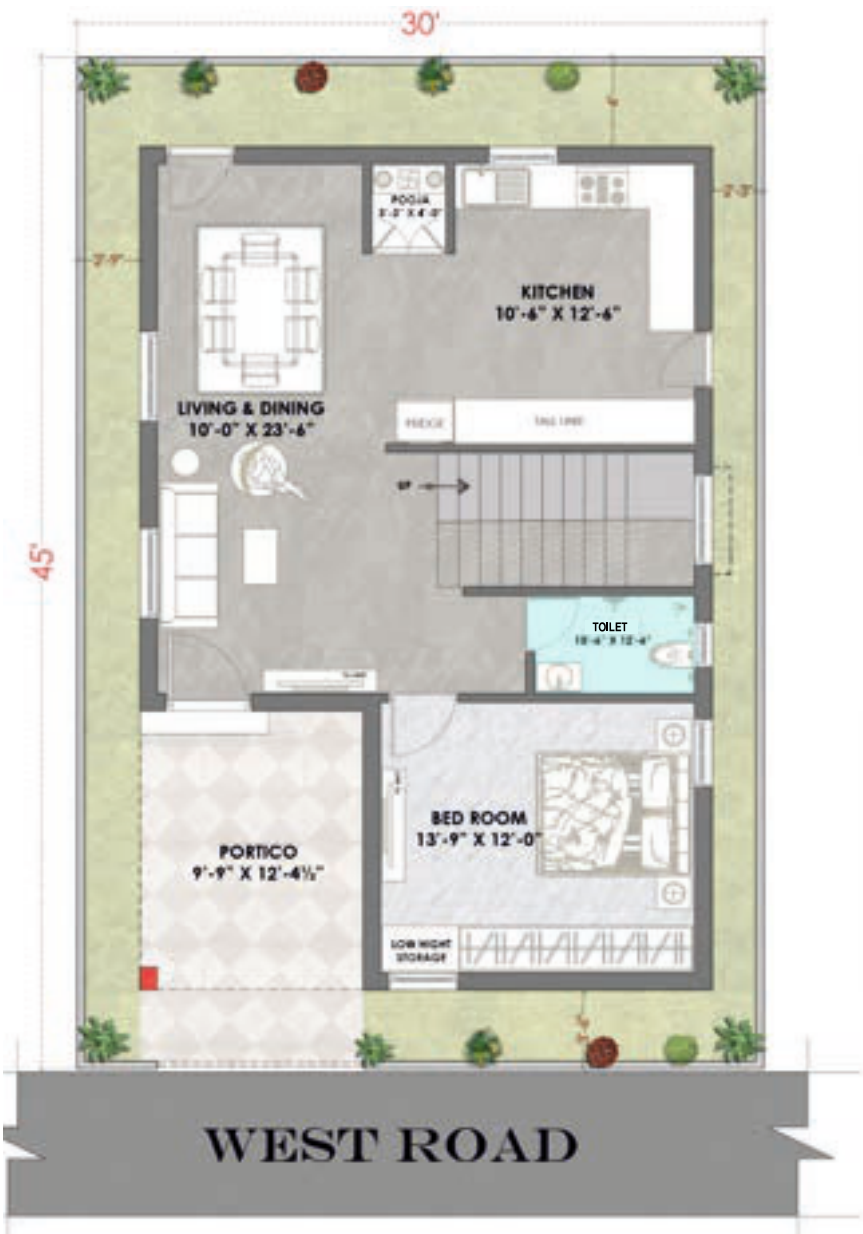 30'
45'
POOJA
2'-3"
2'-9"
KITCHEN
10'-6" X 12'-6"
LIVING & DINING
10'-0" X 23'-6"
FRIDGE
TALL UNIT
UP
TOILET
BED ROOM
13'-9" X 12'-0"
PORTICO
9'-9" X 12'-4½"
LOW HIGHT
STORAGE
WEST ROAD